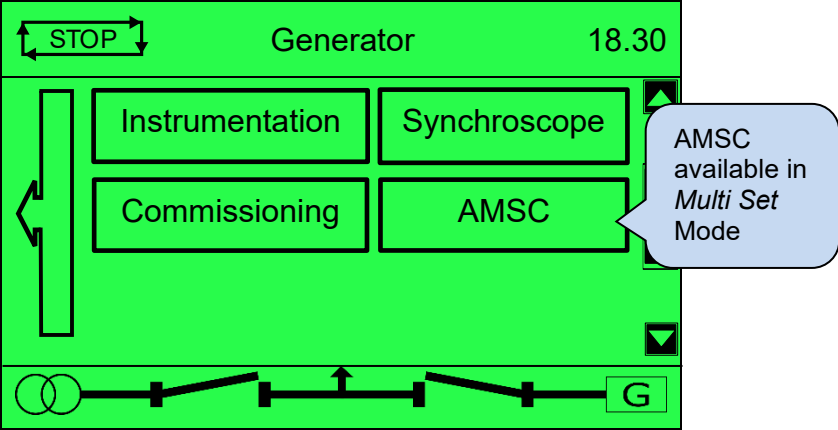 STOP Generator 18.30
Instrumentation Synchroscope
Commissioning AMSC
AMSC
available in
Multi Set
Mode
G